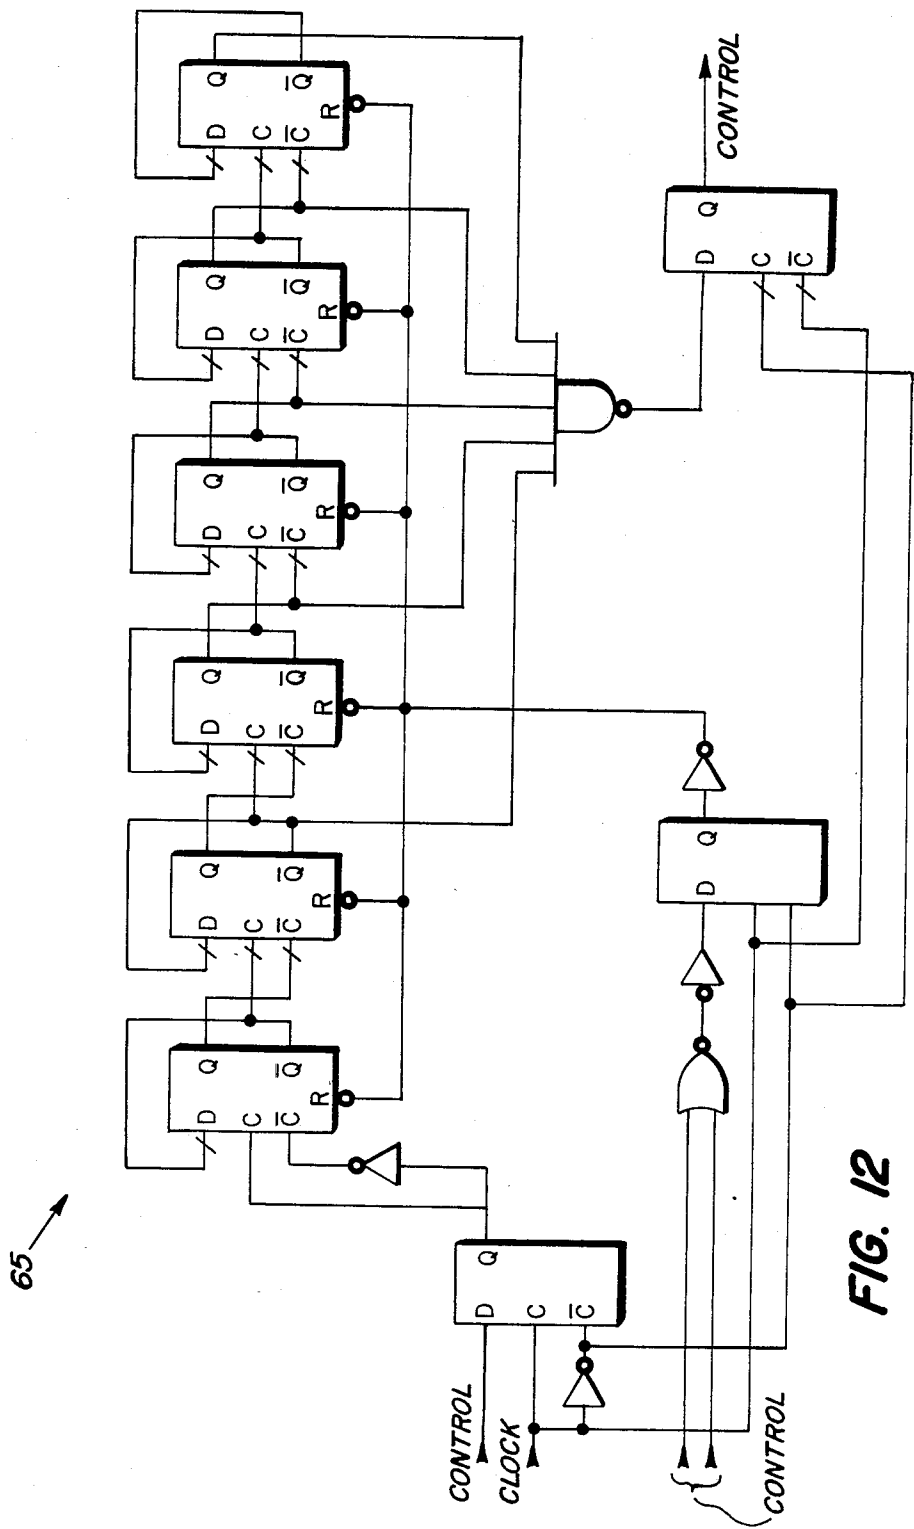 65
D Q
C
C̅ Q̅
R
D Q
C
C̅ Q̅
R
D Q
C
C̅ Q̅
R
D Q
C
C̅ Q̅
R
D Q
C
C̅ Q̅
R
D Q
C
C̅ Q̅
R
CONTROL
CLOCK
D Q
C
C̅
CONTROL
D Q
D Q
C
C̅
CONTROL
FIG. 12